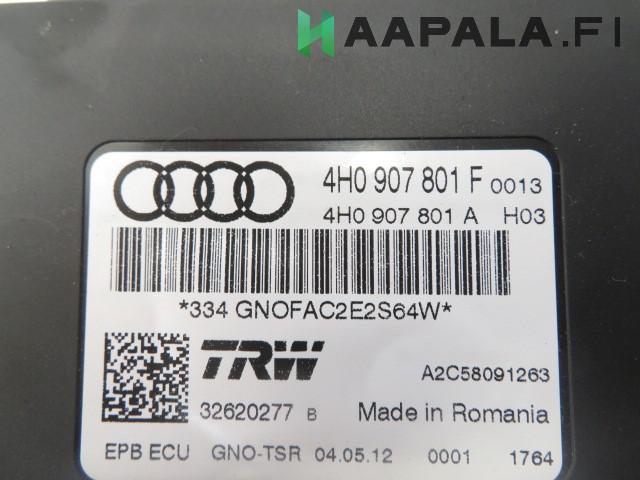 HAAPALA.FI
4H0 907 801 F 0013
4H0 907 801 A H03
*334 GNOFAC2E2S64W*
TRW
A2C58091263
32620277 B Made in Romania
EPB ECU GNO-TSR 04.05.12 0001 1764